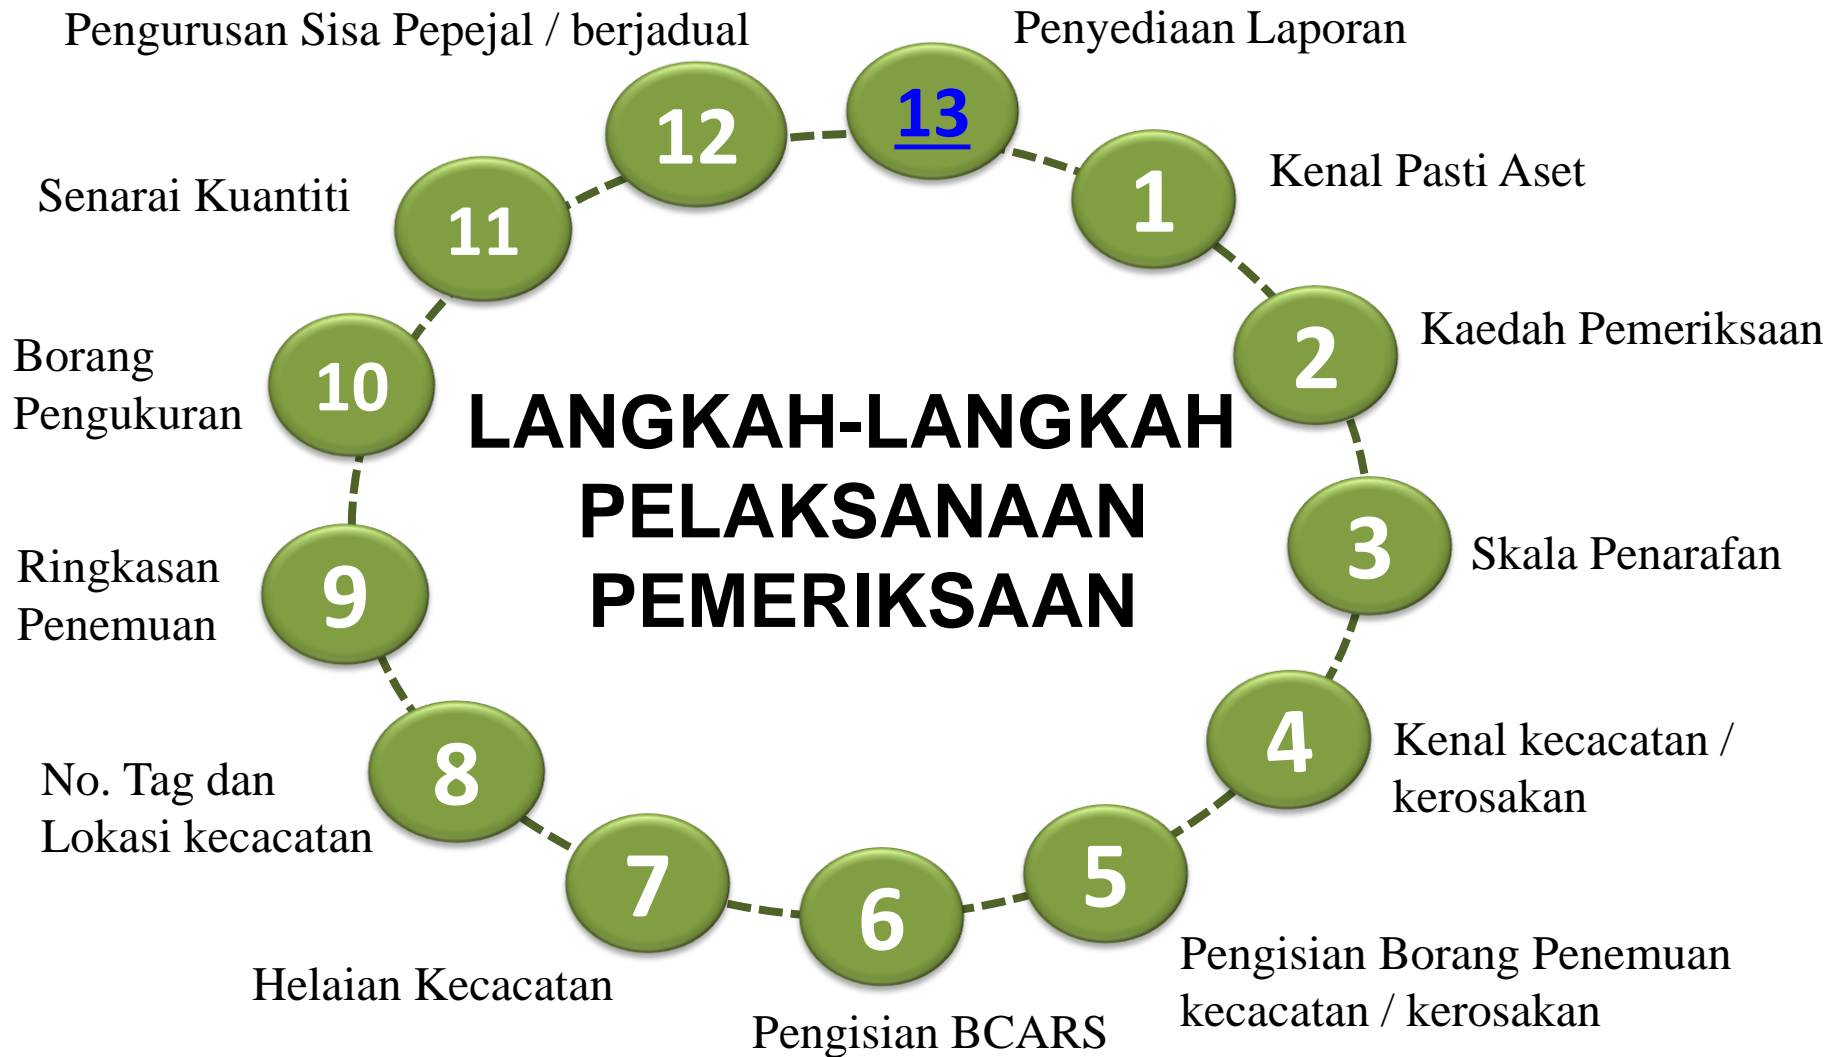 LANGKAH-LANGKAH
PELAKSANAAN
PEMERIKSAAN
1
Kenal Pasti Aset
2
Kaedah Pemeriksaan
3
Skala Penarafan
4
Kenal kecacatan /
kerosakan
5
Pengisian Borang Penemuan
kecacatan / kerosakan
6
Pengisian BCARS
7
Helaian Kecacatan
8
No. Tag dan
Lokasi kecacatan
9
Ringkasan
Penemuan
10
Borang
Pengukuran
11
Senarai Kuantiti
12
Pengurusan Sisa Pepejal / berjadual
13
Penyediaan Laporan